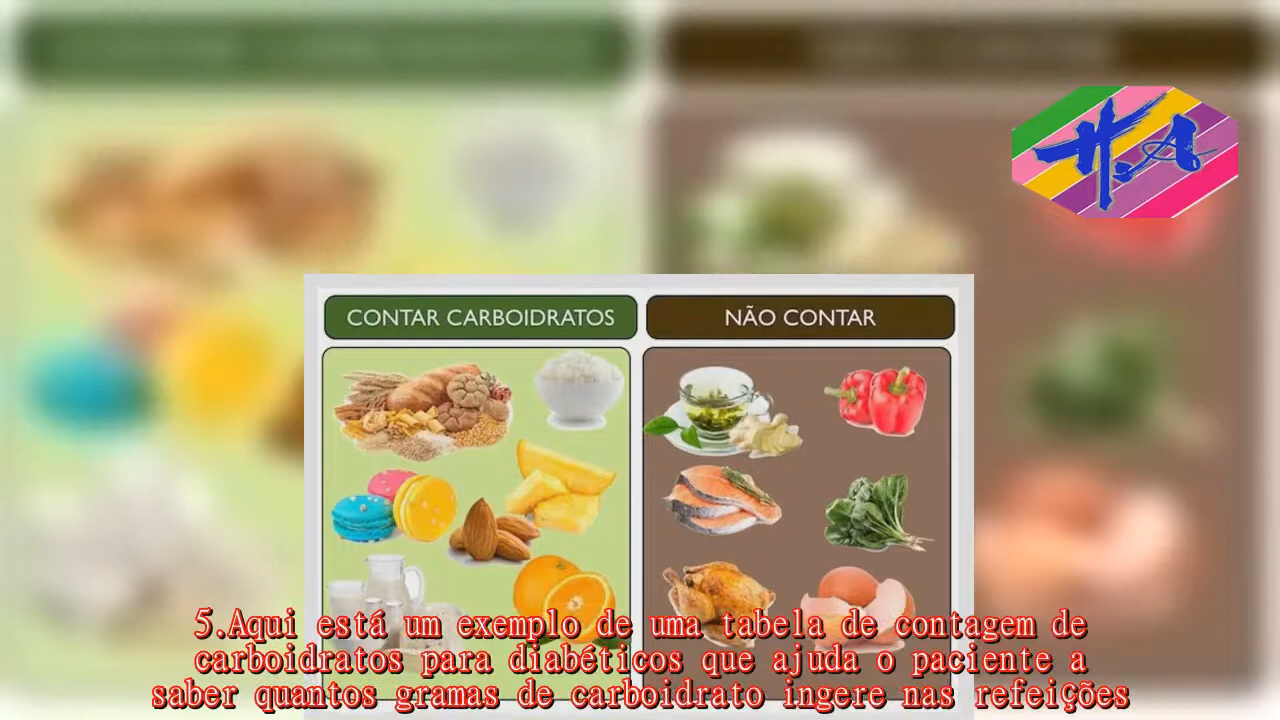 H.A
CONTAR CARBOIDRATOS
NÃO CONTAR
5.Aqui está um exemplo de uma tabela de contagem de
carboidratos para diabéticos que ajuda o paciente a
saber quantos gramas de carboidrato ingere nas refeições